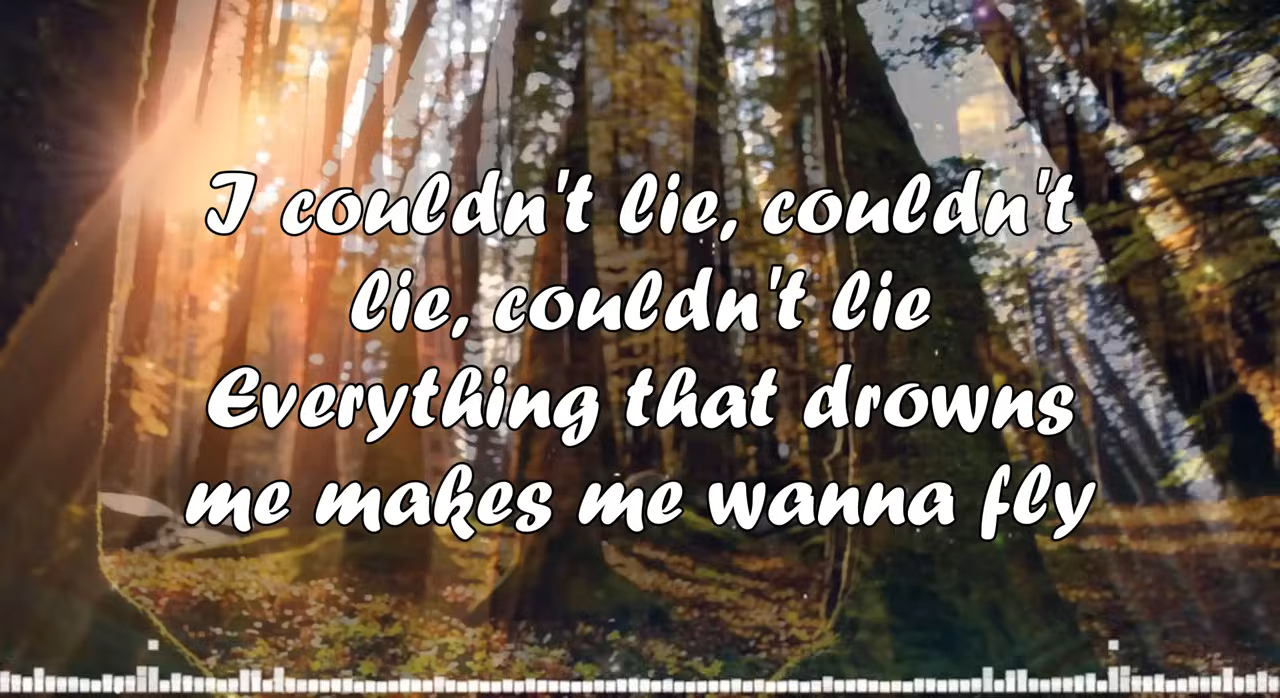 I couldn't lie, couldn't
lie, couldn't lie
Everything that drowns
me makes me wanna fly